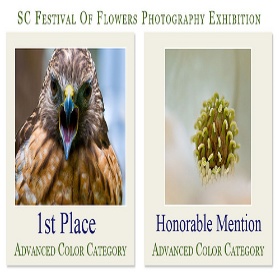 SC Festival Of Flowers Photography Exhibition
1st Place
Advanced Color Category
Honorable Mention
Advanced Color Category